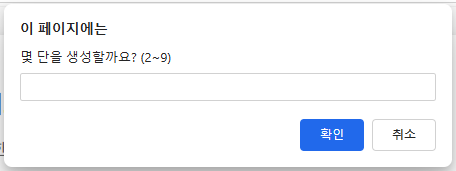 이 페이지에는
몇 단을 생성할까요? (2~9)
확인 취소